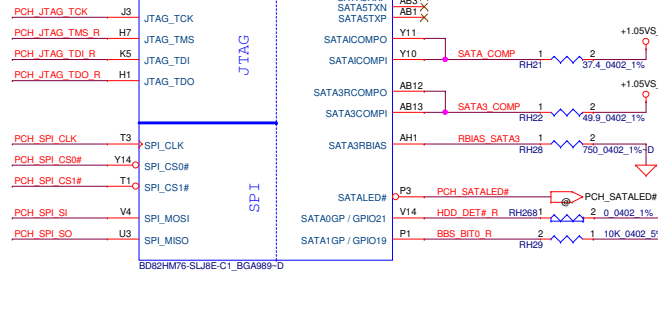 AB3
SATA5TXN
AB1
SATA5TXP
PCH_JTAG_TCK J3 JTAG_TCK
PCH_JTAG_TMS_R H7 JTAG_TMS
PCH_JTAG_TDI_R K5 JTAG_TDI
PCH_JTAG_TDO_R H1 JTAG_TDO
JTAG
SATAICOMPO Y11
SATAICOMPI Y10 SATA_COMP 1 RH21 2 37.4_0402_1%
+1.05VS_
SATA3RCOMPO AB12
SATA3COMPI AB13 SATA3_COMP 1 RH22 2 49.9_0402_1%
+1.05VS_
SATA3RBIAS AH1 RBIAS_SATA3 1 RH28 2 750_0402_1%~D
PCH_SPI_CLK T3 SPI_CLK
PCH_SPI_CS0# Y14 SPI_CS0#
PCH_SPI_CS1# T1 SPI_CS1#
PCH_SPI_SI V4 SPI_MOSI
PCH_SPI_SO U3 SPI_MISO
SPI
SATALED# P3 PCH_SATALED# @ PCH_SATALED#
SATA0GP / GPIO21 V14 HDD_DET#_R RH268 1 2 0_0402_1%
SATA1GP / GPIO19 P1 BBS_BIT0_R 2 RH29 1 10K_0402_5%
BD82HM76-SLJ8E-C1_BGA989~D